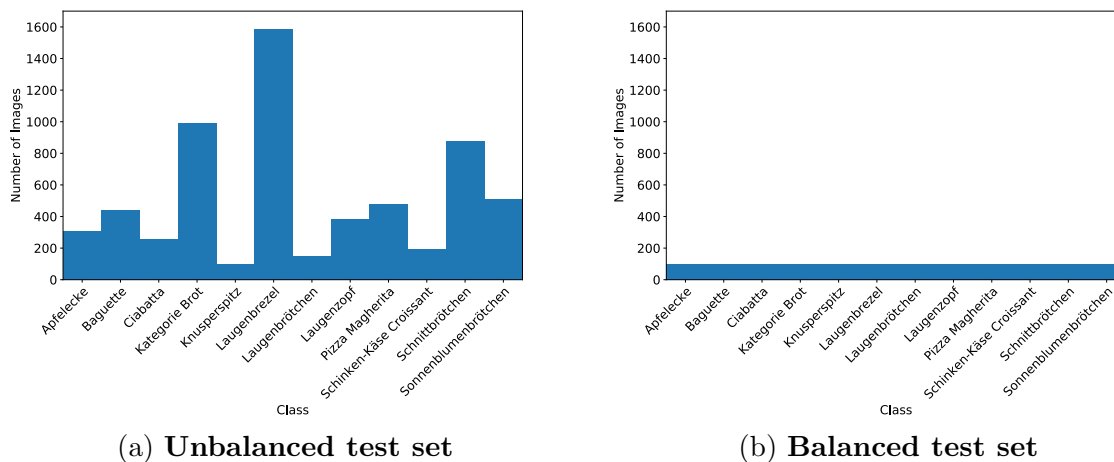 1600
1400
1200
1000
800
600
400
200
0
Number of Images
Apfelecke
Baguette
Ciabatta
Kategorie Brot
Knusperspitz
Laugenbrezel
Laugenbrötchen
Laugenzopf
Pizza Magherita
Schinken-Käse Croissant
Schnittbrötchen
Sonnenblumenbrötchen
Class
(a) Unbalanced test set
1600
1400
1200
1000
800
600
400
200
0
Number of Images
Apfelecke
Baguette
Ciabatta
Kategorie Brot
Knusperspitz
Laugenbrezel
Laugenbrötchen
Laugenzopf
Pizza Magherita
Schinken-Käse Croissant
Schnittbrötchen
Sonnenblumenbrötchen
Class
(b) Balanced test set